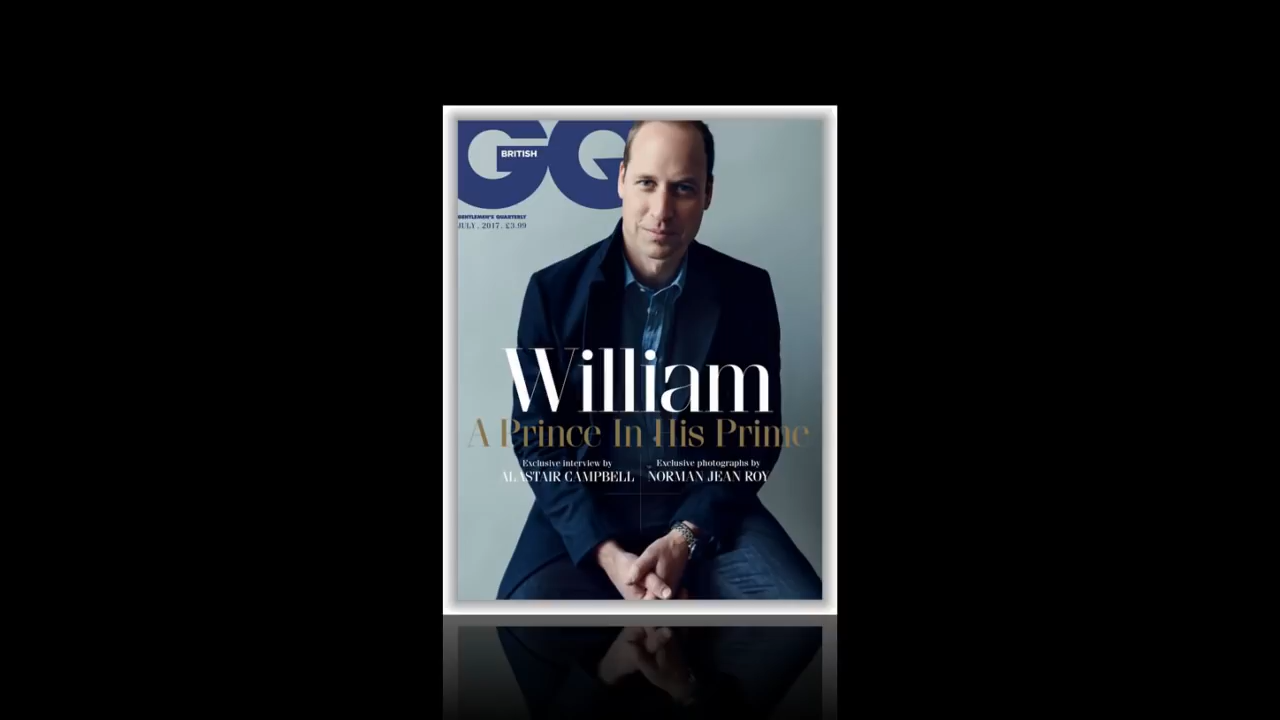 GQ
BRITISH
GENTLEMEN'S QUARTERLY
JULY . 2017 . £3.99
William
A Prince In His Prime
Exclusive interview by
ALASTAIR CAMPBELL
Exclusive photographs by
NORMAN JEAN ROY